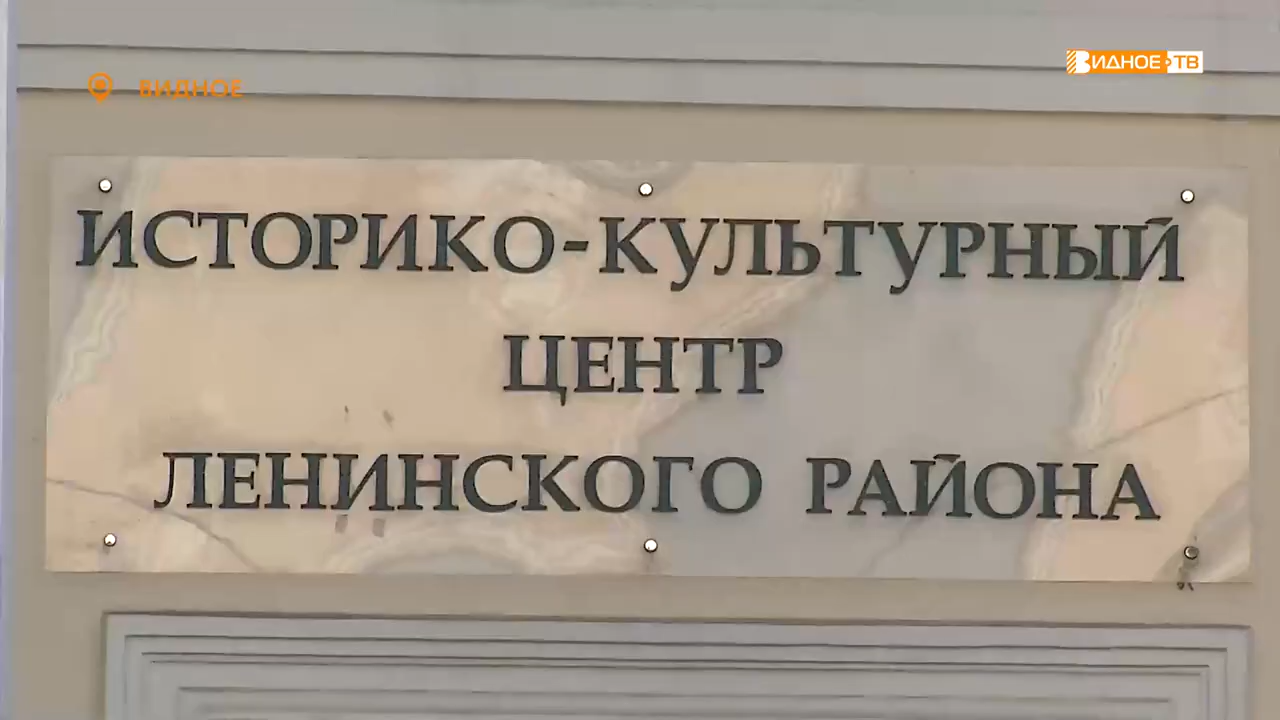 ВИДНОЕ-ТВ
ВИДНОЕ
ИСТОРИКО-КУЛЬТУРНЫЙ
ЦЕНТР
ЛЕНИНСКОГО РАЙОНА